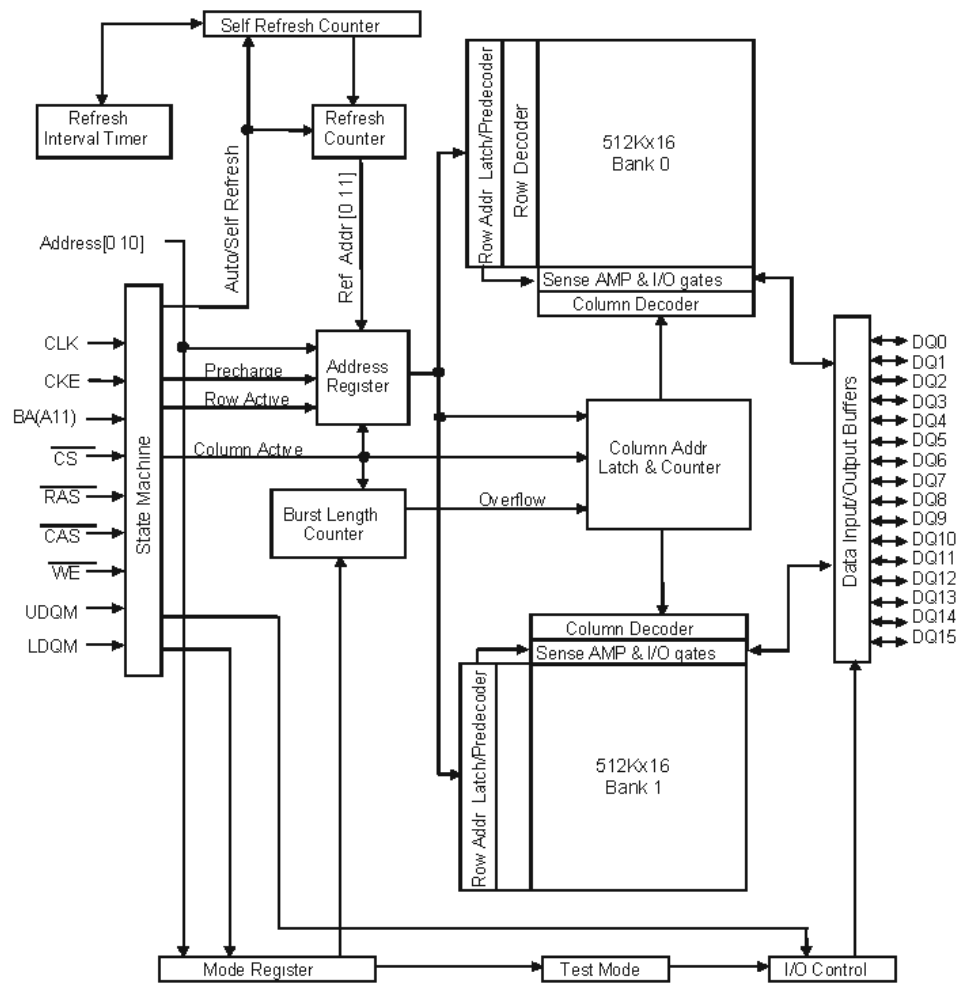 Self Refresh Counter
Refresh
Interval Timer
Refresh
Counter
Auto/Self Refresh
Ref Addr [0 11]
Address[0 10]
State Machine
CLK
CKE
BA(A11)
CS
RAS
CAS
WE
UDQM
LDQM
Precharge
Row Active
Column Active
Address
Register
Burst Length
Counter
Overflow
Row Addr Latch/Predecoder
Row Decoder
512Kx16
Bank 0
Sense AMP & I/O gates
Column Decoder
Column Addr
Latch & Counter
Column Decoder
Sense AMP & I/O gates
Row Addr Latch/Predecoder
512Kx16
Bank 1
Data Input/Output Buffers
DQ0
DQ1
DQ2
DQ3
DQ4
DQ5
DQ6
DQ7
DQ8
DQ9
DQ10
DQ11
DQ12
DQ13
DQ14
DQ15
Mode Register
Test Mode
I/O Control